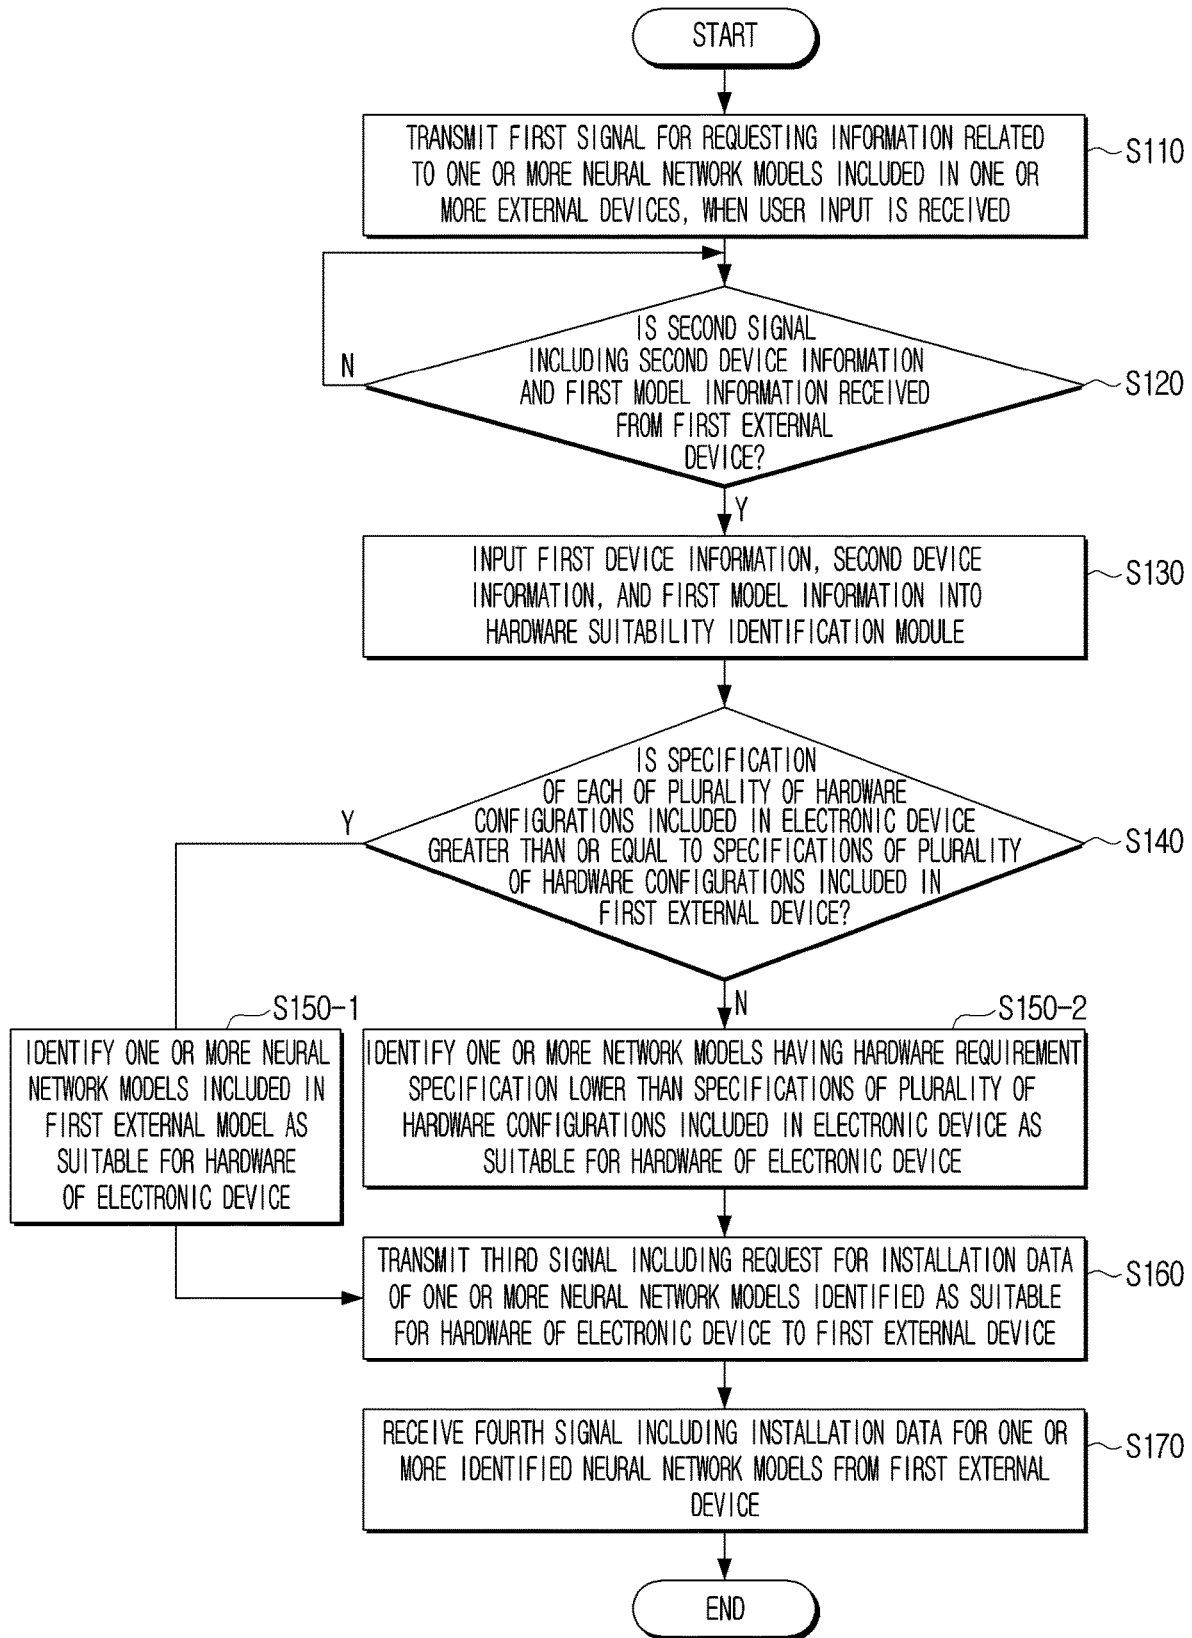 START
TRANSMIT FIRST SIGNAL FOR REQUESTING INFORMATION RELATED
TO ONE OR MORE NEURAL NETWORK MODELS INCLUDED IN ONE OR
MORE EXTERNAL DEVICES, WHEN USER INPUT IS RECEIVED
S110
IS SECOND SIGNAL
INCLUDING SECOND DEVICE INFORMATION
AND FIRST MODEL INFORMATION RECEIVED
FROM FIRST EXTERNAL
DEVICE?
N
S120
Y
INPUT FIRST DEVICE INFORMATION, SECOND DEVICE
INFORMATION, AND FIRST MODEL INFORMATION INTO
HARDWARE SUITABILITY IDENTIFICATION MODULE
S130
IS SPECIFICATION
OF EACH OF PLURALITY OF HARDWARE
CONFIGURATIONS INCLUDED IN ELECTRONIC DEVICE
GREATER THAN OR EQUAL TO SPECIFICATIONS OF PLURALITY
OF HARDWARE CONFIGURATIONS INCLUDED IN
FIRST EXTERNAL DEVICE?
Y
S140
N
S150-1
IDENTIFY ONE OR MORE NEURAL
NETWORK MODELS INCLUDED IN
FIRST EXTERNAL MODEL AS
SUITABLE FOR HARDWARE
OF ELECTRONIC DEVICE
S150-2
IDENTIFY ONE OR MORE NETWORK MODELS HAVING HARDWARE REQUIREMENT
SPECIFICATION LOWER THAN SPECIFICATIONS OF PLURALITY OF
HARDWARE CONFIGURATIONS INCLUDED IN ELECTRONIC DEVICE AS
SUITABLE FOR HARDWARE OF ELECTRONIC DEVICE
TRANSMIT THIRD SIGNAL INCLUDING REQUEST FOR INSTALLATION DATA
OF ONE OR MORE NEURAL NETWORK MODELS IDENTIFIED AS SUITABLE
FOR HARDWARE OF ELECTRONIC DEVICE TO FIRST EXTERNAL DEVICE
S160
RECEIVE FOURTH SIGNAL INCLUDING INSTALLATION DATA FOR ONE OR
MORE IDENTIFIED NEURAL NETWORK MODELS FROM FIRST EXTERNAL
DEVICE
S170
END